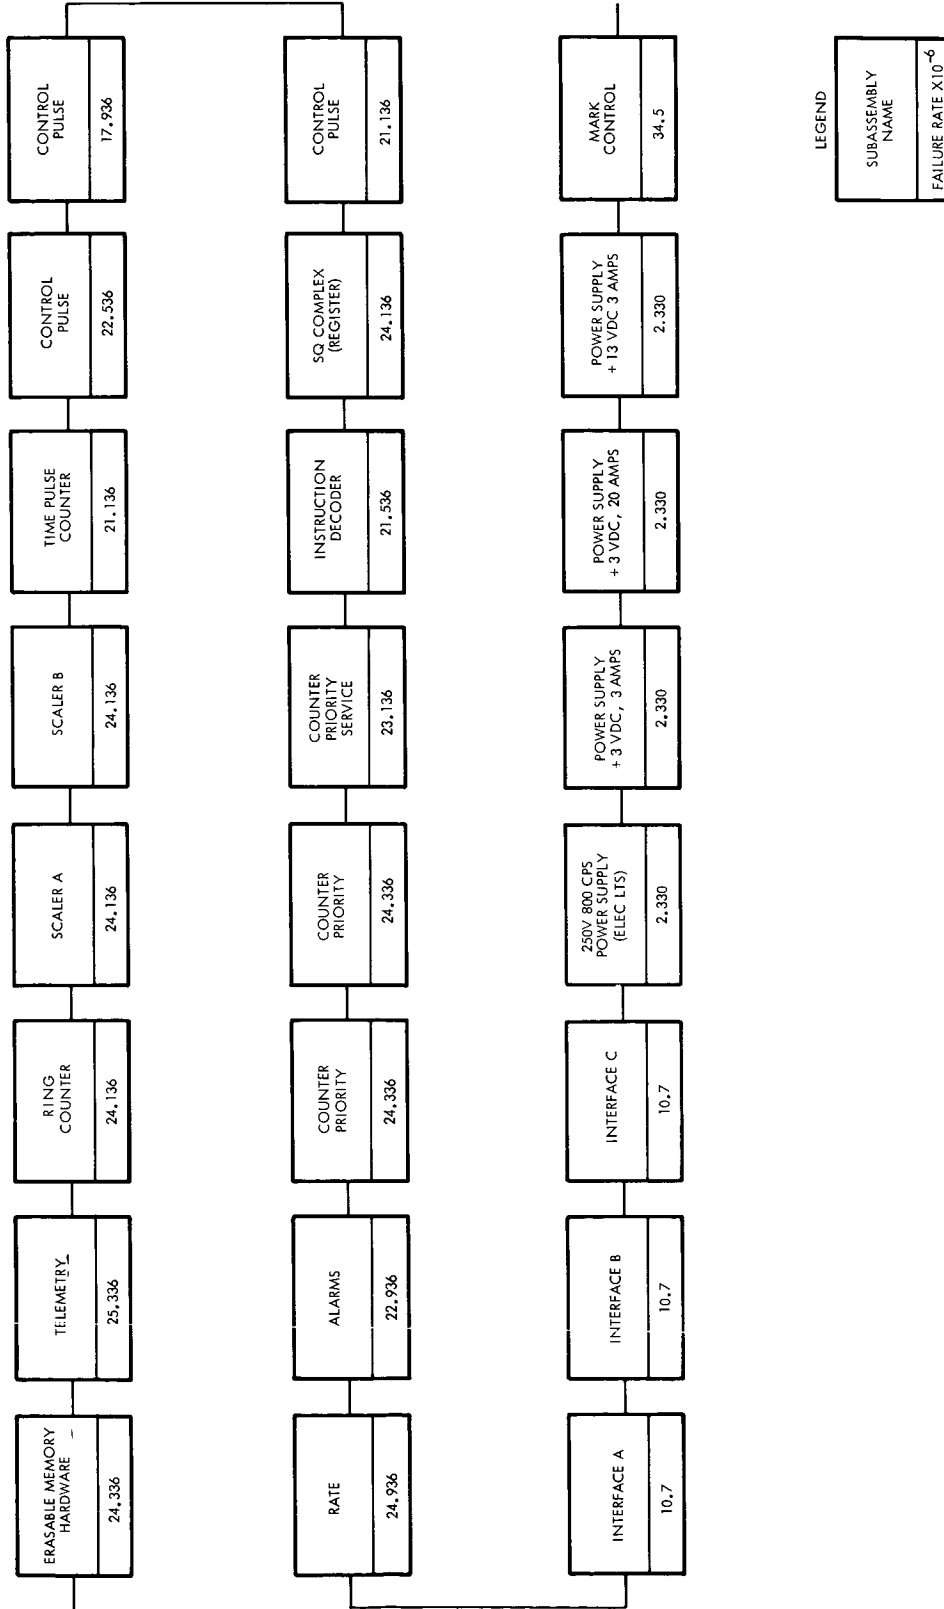 ERASABLE MEMORY
HARDWARE
24.336
TELEMETRY
25.336
RING
COUNTER
24.136
SCALER A
24.136
SCALER B
24.136
TIME PULSE
COUNTER
21.136
CONTROL
PULSE
22.536
CONTROL
PULSE
17.936
RATE
24.936
ALARMS
22.936
COUNTER
PRIORITY
24.336
COUNTER
PRIORITY
24.336
COUNTER
PRIORITY
SERVICE
23.136
INSTRUCTION
DECODER
21.536
SQ COMPLEX
(REGISTER)
24.136
CONTROL
PULSE
21.136
INTERFACE A
10.7
INTERFACE B
10.7
INTERFACE C
10.7
250V 800 CPS
POWER SUPPLY
(ELEC LTS)
2.330
POWER SUPPLY
+ 3 VDC, 3 AMPS
2.330
POWER SUPPLY
+ 3 VDC, 20 AMPS
2.330
POWER SUPPLY
+ 13 VDC 3 AMPS
2.330
MARK
CONTROL
34.5
LEGEND
SUBASSEMBLY
NAME
FAILURE RATE X10⁻⁶